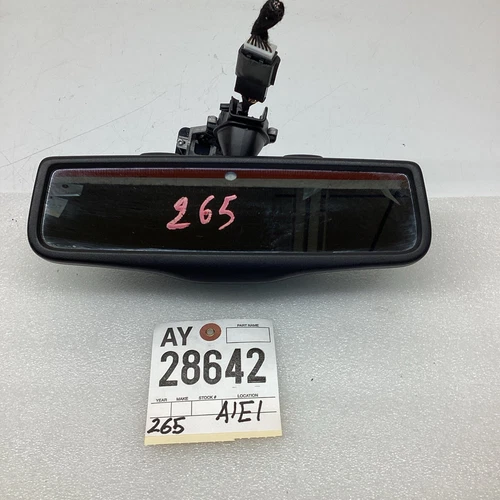 265
AY PART NAME
28642
YEAR MAKE STOCK # LOCATION
265 A1E1